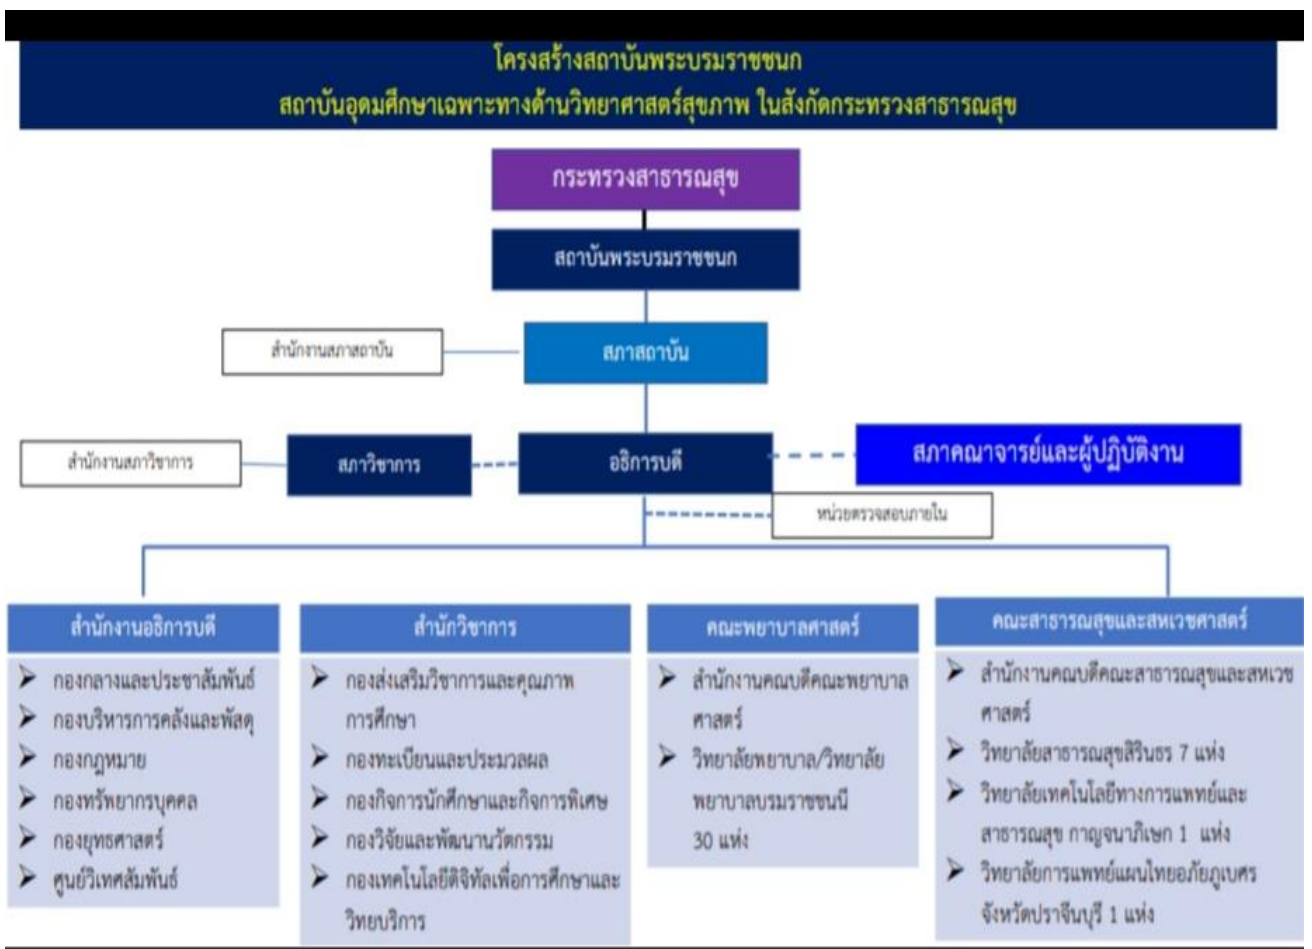 โครงสร้างสถาบันพระบรมราชชนก
สถาบันอุดมศึกษาเฉพาะทางด้านวิทยาศาสตร์สุขภาพ ในสังกัดกระทรวงสาธารณสุข
กระทรวงสาธารณสุข
สถาบันพระบรมราชชนก
สำนักงานสภาสถาบัน
สภาสถาบัน
สำนักงานสภาวิชาการ
สภาวิชาการ
อธิการบดี
สภาคณาจารย์และผู้ปฏิบัติงาน
หน่วยตรวจสอบภายใน
สำนักงานอธิการบดี
กองกลางและประชาสัมพันธ์
กองบริหารการคลังและพัสดุ
กองกฎหมาย
กองทรัพยากรบุคคล
กองยุทธศาสตร์
ศูนย์วิเทศสัมพันธ์
สำนักวิชาการ
กองส่งเสริมวิชาการและคุณภาพ
การศึกษา
กองทะเบียนและประมวลผล
กองกิจการนักศึกษาและกิจการพิเศษ
กองวิจัยและพัฒนานวัตกรรม
กองเทคโนโลยีดิจิทัลเพื่อการศึกษาและ
วิทยบริการ
คณะพยาบาลศาสตร์
สำนักงานคณบดีคณะพยาบาล
ศาสตร์
วิทยาลัยพยาบาล/วิทยาลัย
พยาบาลบรมราชชนนี
30 แห่ง
คณะสาธารณสุขและสหเวชศาสตร์
สำนักงานคณบดีคณะสาธารณสุขและสหเวช
ศาสตร์
วิทยาลัยสาธารณสุขสิรินธร 7 แห่ง
วิทยาลัยเทคโนโลยีทางการแพทย์และ
สาธารณสุข กาญจนาภิเษก 1 แห่ง
วิทยาลัยการแพทย์แผนไทยอภัยภูเบศร
จังหวัดปราจีนบุรี 1 แห่ง